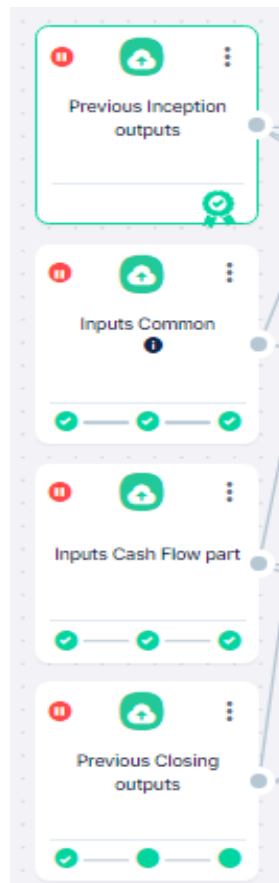 Previous Inception
outputs
Inputs Common
i
Inputs Cash Flow part
Previous Closing
outputs